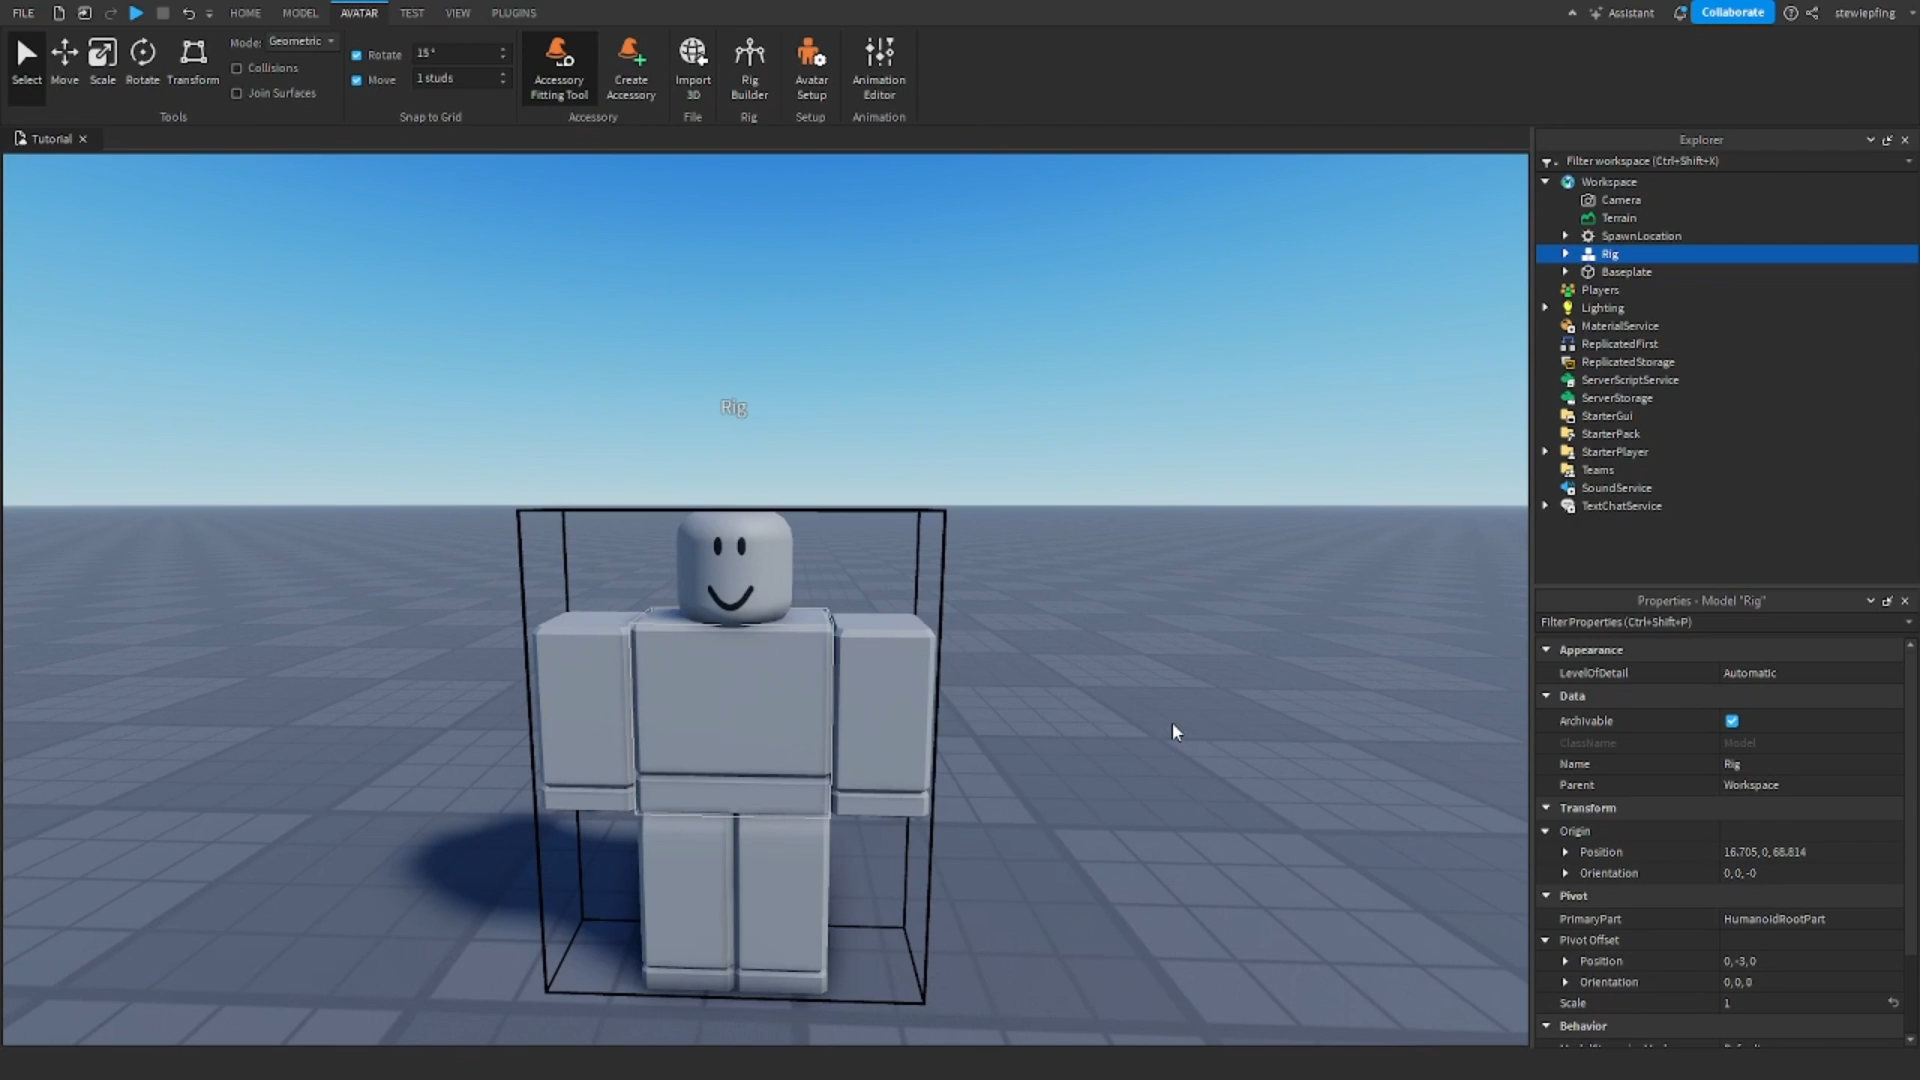 FILE HOME MODEL AVATAR TEST VIEW PLUGINS Assistant Collaborate stewiepfing
Select Move Scale Rotate Transform
Mode: Geometric
Collisions
Join Surfaces
Tools
Rotate 15°
Move 1 studs
Snap to Grid
Accessory Fitting Tool
Create Accessory
Accessory
Import 3D
File
Rig Builder
Rig
Avatar Setup
Setup
Animation Editor
Animation
Tutorial
Rig
Explorer
Filter workspace (Ctrl+Shift+X)
Workspace
Camera
Terrain
SpawnLocation
Rig
Baseplate
Players
Lighting
MaterialService
ReplicatedFirst
ReplicatedStorage
ServerScriptService
ServerStorage
StarterGui
StarterPack
StarterPlayer
Teams
SoundService
TextChatService
Properties - Model "Rig"
Filter Properties (Ctrl+Shift+P)
Appearance
LevelOfDetail Automatic
Data
Archivable
ClassName Model
Name Rig
Parent Workspace
Transform
Origin
Position 16.705, 0, 68.814
Orientation 0, 0, -0
Pivot
PrimaryPart HumanoidRootPart
Pivot Offset
Position 0, -3, 0
Orientation 0, 0, 0
Scale 1
Behavior